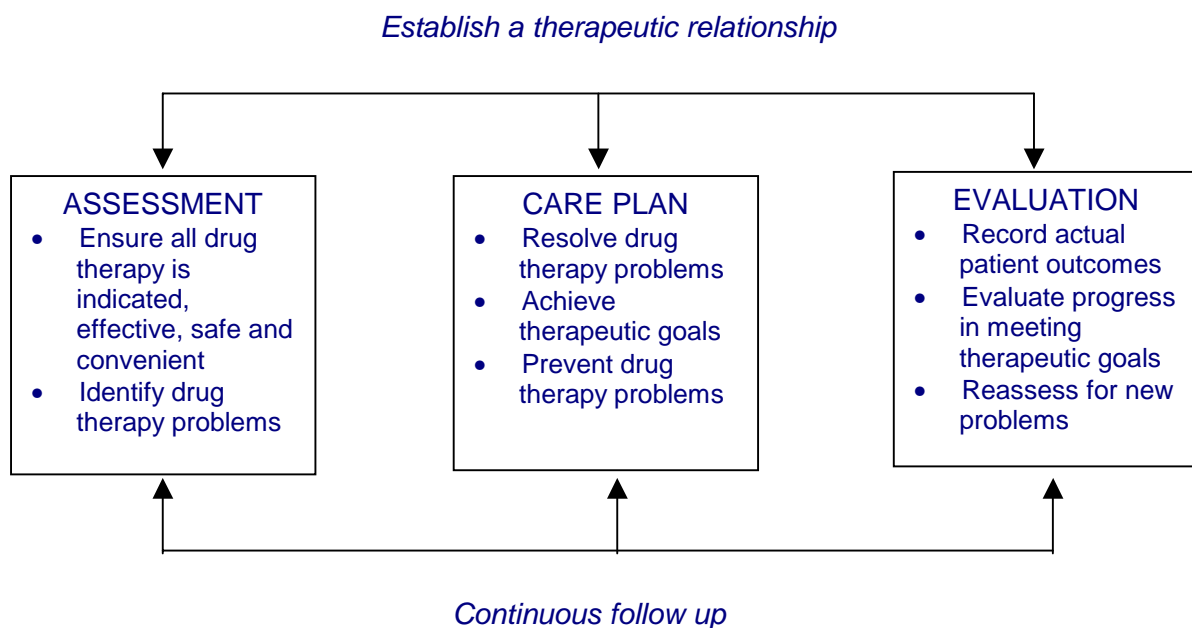 Establish a therapeutic relationship
ASSESSMENT
• Ensure all drug
therapy is
indicated,
effective, safe and
convenient
• Identify drug
therapy problems
CARE PLAN
• Resolve drug
therapy problems
• Achieve
therapeutic goals
• Prevent drug
therapy problems
EVALUATION
• Record actual
patient outcomes
• Evaluate progress
in meeting
therapeutic goals
• Reassess for new
problems
Continuous follow up